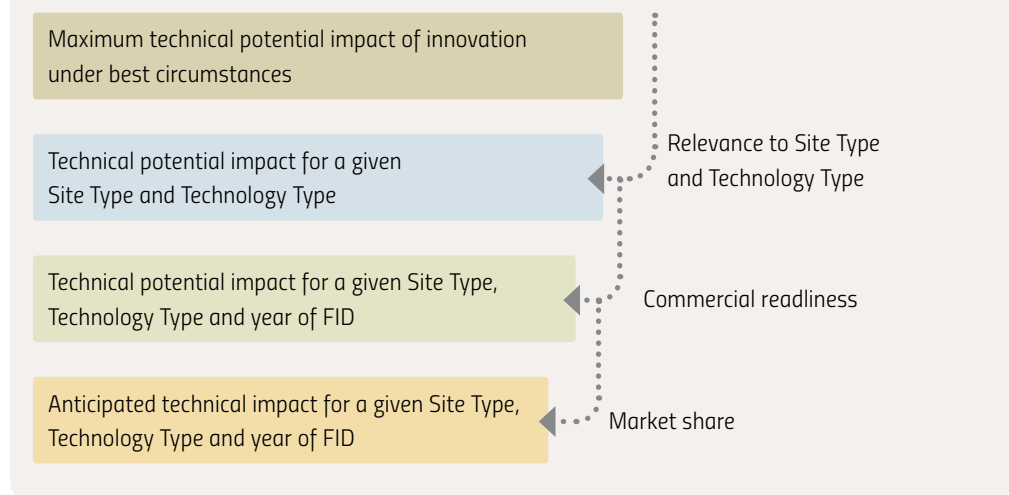 Maximum technical potential impact of innovation
under best circumstances
Relevance to Site Type
and Technology Type
Technical potential impact for a given
Site Type and Technology Type
Commercial readliness
Technical potential impact for a given Site Type,
Technology Type and year of FID
Market share
Anticipated technical impact for a given Site Type,
Technology Type and year of FID